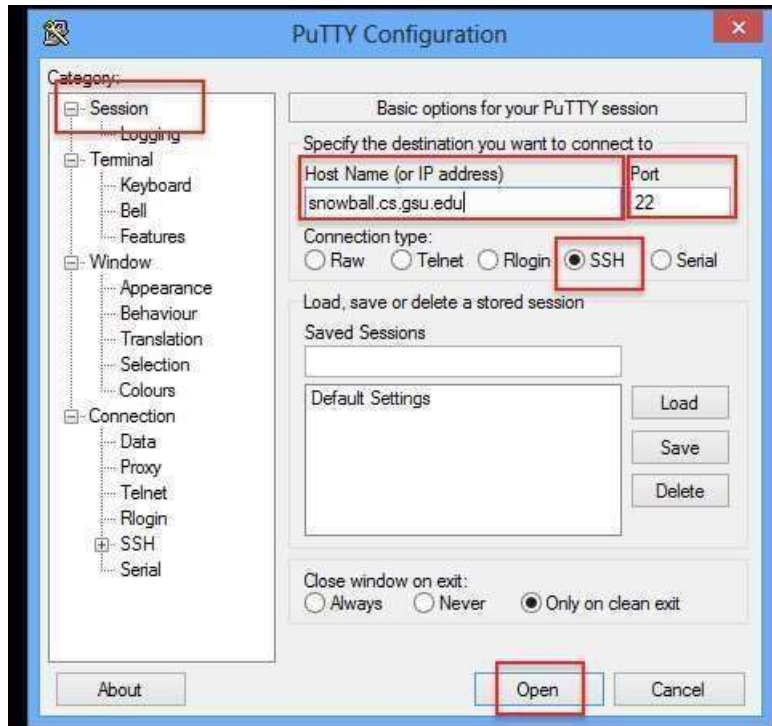 PuTTY Configuration
Category:
Session
Logging
Terminal
Keyboard
Bell
Features
Window
Appearance
Behaviour
Translation
Selection
Colours
Connection
Data
Proxy
Telnet
Rlogin
SSH
Serial
Basic options for your PuTTY session
Specify the destination you want to connect to
Host Name (or IP address) Port
snowball.cs.gsu.edu 22
Connection type:
Raw Telnet Rlogin SSH Serial
Load, save or delete a stored session
Saved Sessions
Default Settings
Load
Save
Delete
Close window on exit:
Always Never Only on clean exit
About Open Cancel